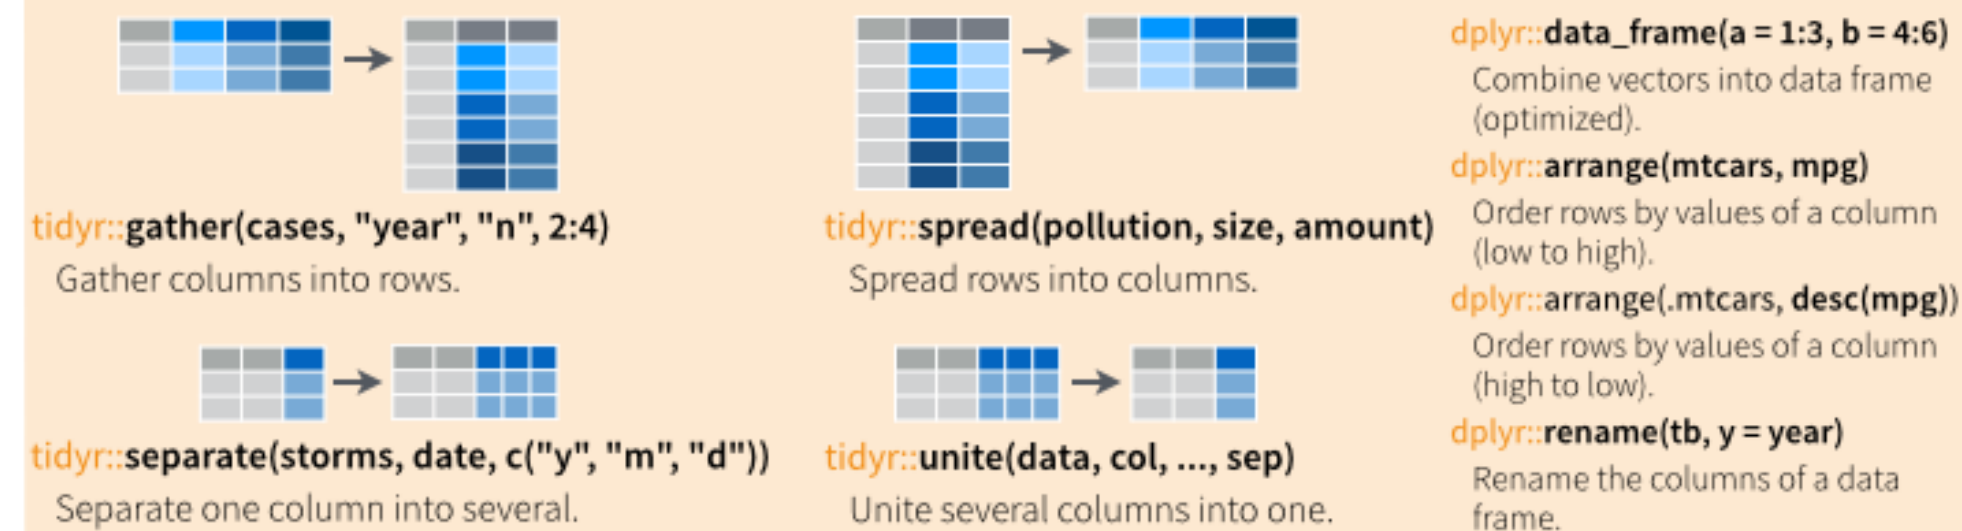 tidyr::gather(cases, "year", "n", 2:4)
Gather columns into rows.
tidyr::spread(pollution, size, amount)
Spread rows into columns.
tidyr::separate(storms, date, c("y", "m", "d"))
Separate one column into several.
tidyr::unite(data, col, ..., sep)
Unite several columns into one.
dplyr::data_frame(a = 1:3, b = 4:6)
Combine vectors into data frame
(optimized).
dplyr::arrange(mtcars, mpg)
Order rows by values of a column
(low to high).
dplyr::arrange(.mtcars, desc(mpg))
Order rows by values of a column
(high to low).
dplyr::rename(tb, y = year)
Rename the columns of a data
frame.